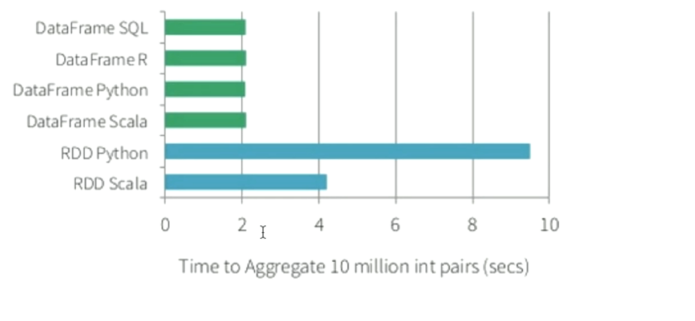 DataFrame SQL
DataFrame R
DataFrame Python
DataFrame Scala
RDD Python
RDD Scala
0 2 4 6 8 10
Time to Aggregate 10 million int pairs (secs)